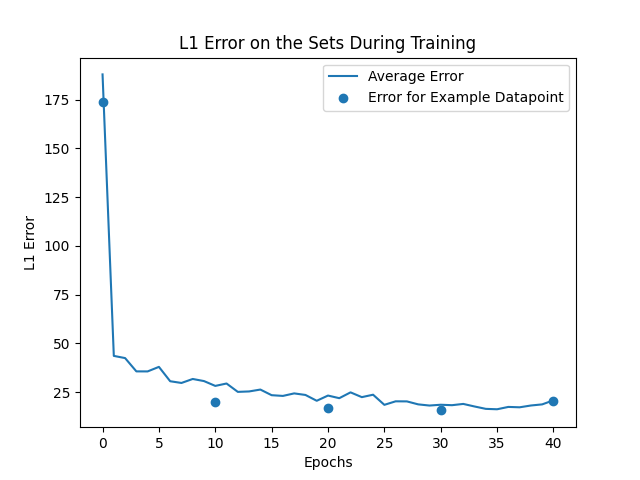 L1 Error on the Sets During Training
Average Error
Error for Example Datapoint
175
150
125
100
75
50
25
L1 Error
0 5 10 15 20 25 30 35 40
Epochs